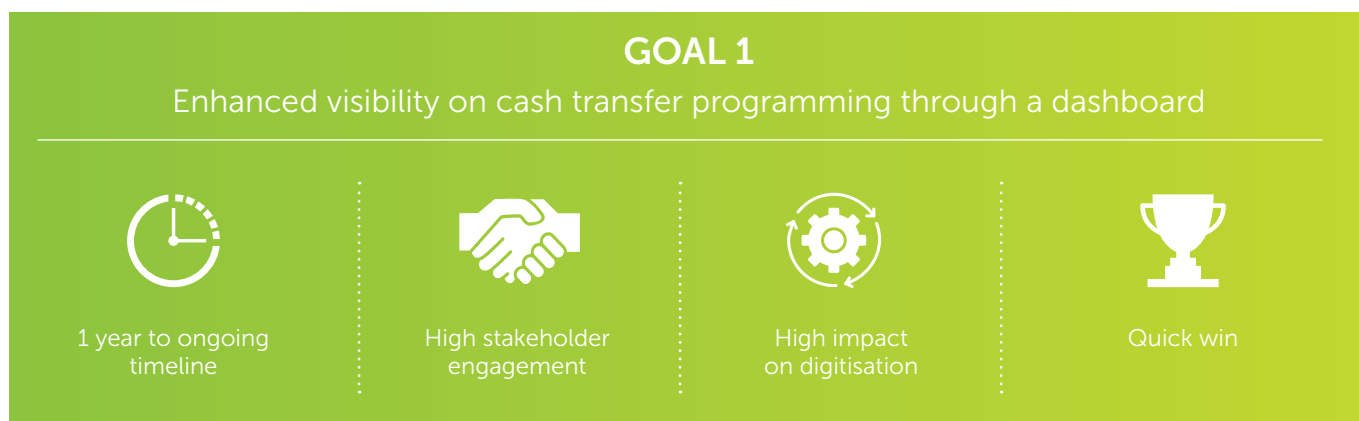 GOAL 1
Enhanced visibility on cash transfer programming through a dashboard
1 year to ongoing
timeline
High stakeholder
engagement
High impact
on digitisation
Quick win